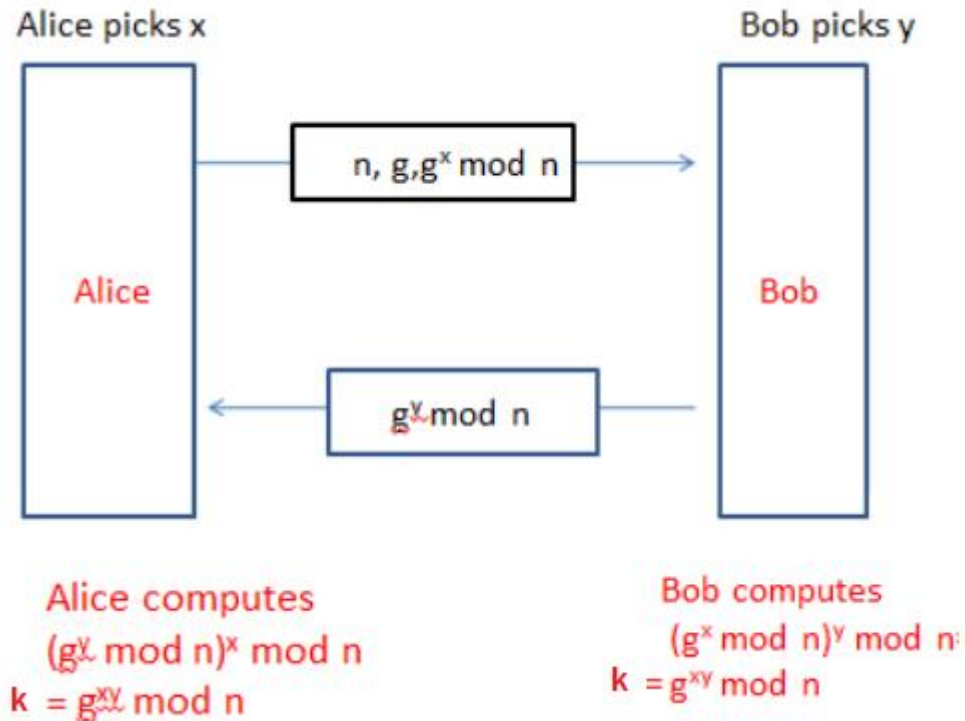 Alice picks x
Bob picks y
n, g,gˣ mod n
Alice
Bob
gʸ mod n
Alice computes
(gʸ mod n)ˣ mod n
k = gˣʸ mod n
Bob computes
(gˣ mod n)ʸ mod n
k = gˣʸ mod n